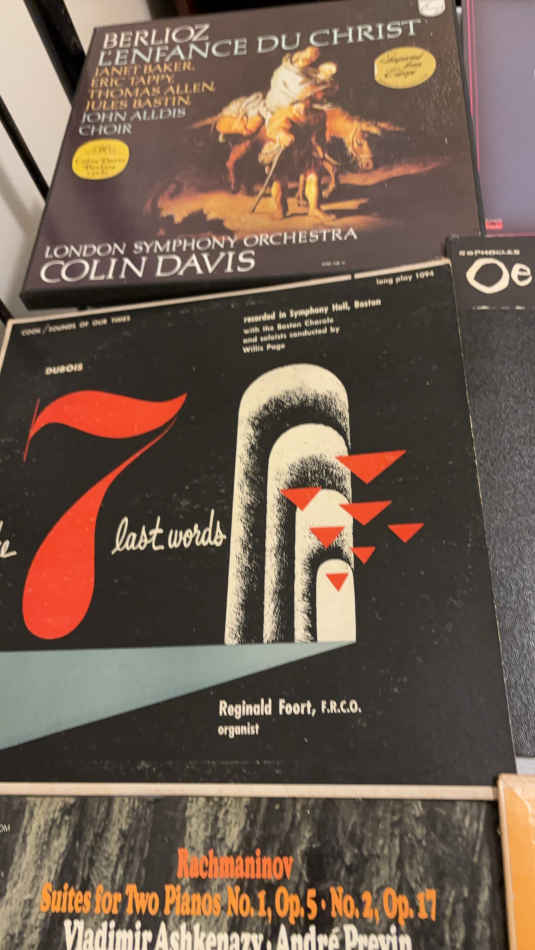 BERLIOZ
L'ENFANCE DU CHRIST
JANET BAKER,
ERIC TAPPY,
THOMAS ALLEN,
JULES BASTIN,
JOHN ALLDIS
CHOIR
LONDON SYMPHONY ORCHESTRA
COLIN DAVIS
SOPHOCLES
Oe
COOK/SOUNDS OF OUR TIMES
long play 1094
recorded in Symphony Hall, Boston
with the Boston Chorale
and soloists conducted by
Willis Page
DUBOIS
7
last words
Reginald Foort, F.R.C.O.
organist
Rachmaninov
Suites for Two Pianos No. 1, Op. 5 · No. 2, Op. 17
Vladimir Ashkenazy · André Previn